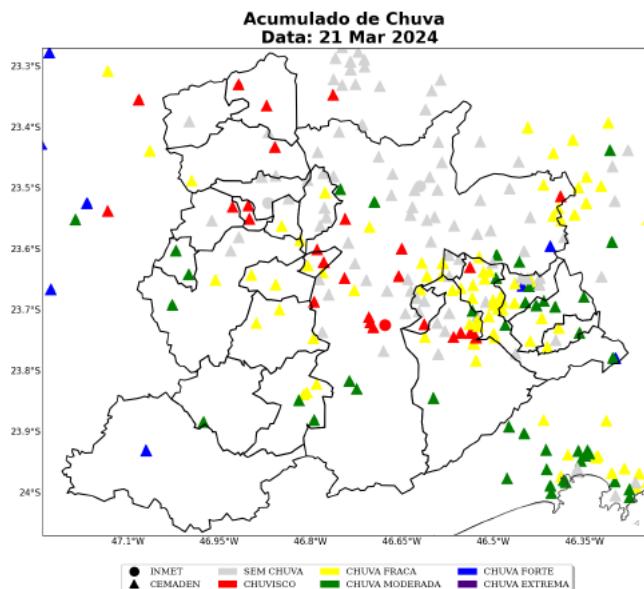 Acumulado de Chuva
Data: 21 Mar 2024
23.3°S
23.4°S
23.5°S
23.6°S
23.7°S
23.8°S
23.9°S
24°S
47.1°W 46.95°W 46.8°W 46.65°W 46.5°W 46.35°W
INMET SEM CHUVA CHUVA FRACA CHUVA FORTE
CEMADEN CHUVISCO CHUVA MODERADA CHUVA EXTREMA